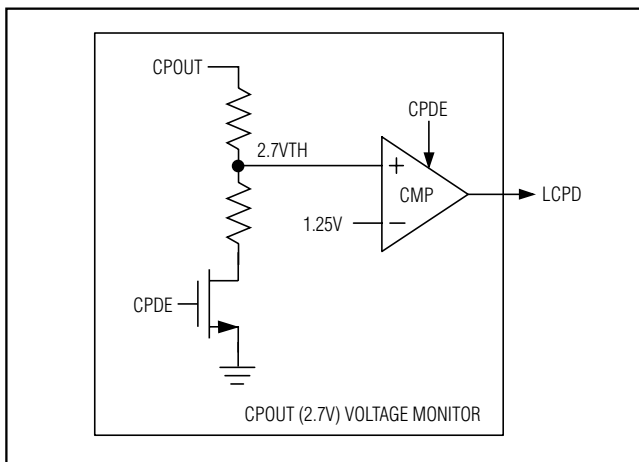 CPOUT
CPDE
2.7VTH
+
CMP
LCPD
1.25V
−
CPDE
CPOUT (2.7V) VOLTAGE MONITOR